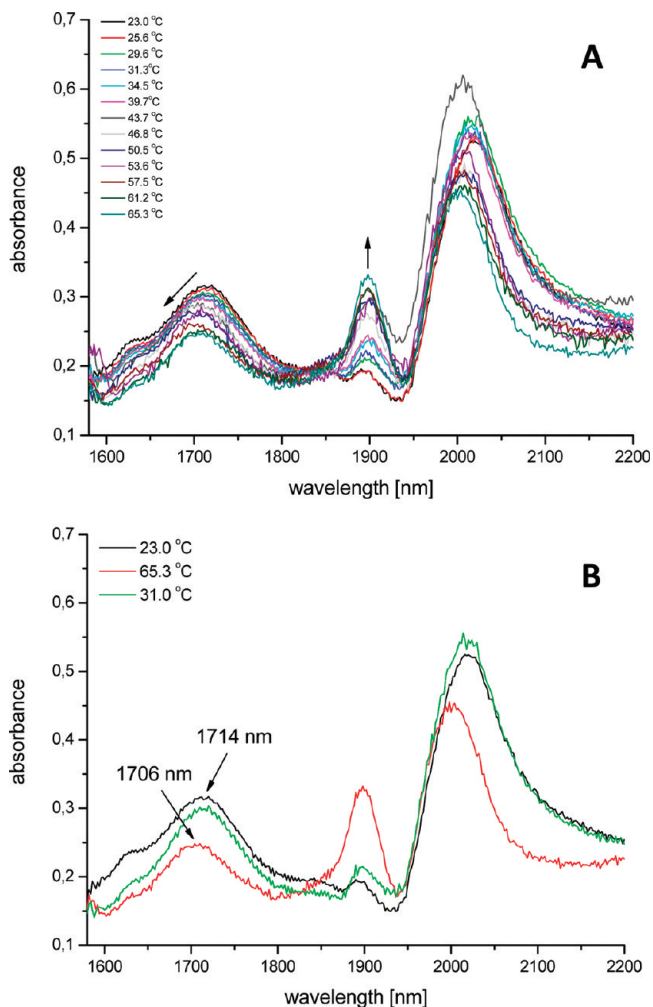 0,7
0,6
0,5
0,4
0,3
0,2
0,1
absorbance
23.0 °C
25.6 °C
29.6 °C
31.3°C
34.5 °C
39.7°C
43.7 °C
46.8 °C
50.5 °C
53.6 °C
57.5 °C
61.2 °C
65.3 °C
A
1600 1700 1800 1900 2000 2100 2200
wavelength [nm]
0,7
0,6
0,5
0,4
0,3
0,2
0,1
absorbance
23.0 °C
65.3 °C
31.0 °C
B
1714 nm
1706 nm
1600 1700 1800 1900 2000 2100 2200
wavelength [nm]